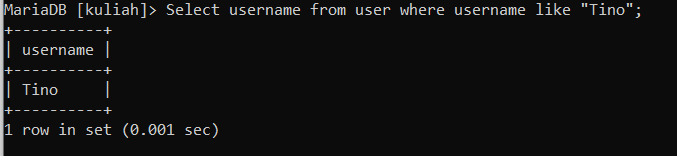 MariaDB [kuliah]> Select username from user where username like "Tino";
+----------+
| username |
+----------+
| Tino     |
+----------+
1 row in set (0.001 sec)